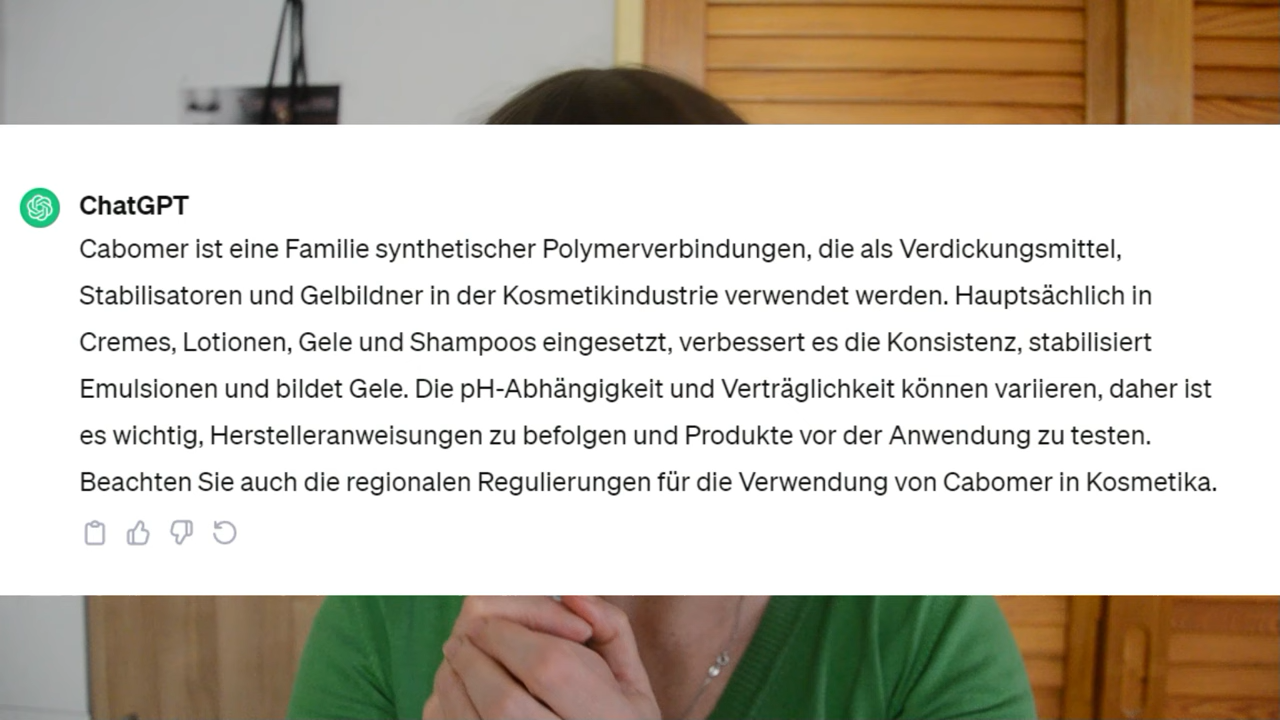 ChatGPT
Cabomer ist eine Familie synthetischer Polymerverbindungen, die als Verdickungsmittel,
Stabilisatoren und Gelbildner in der Kosmetikindustrie verwendet werden. Hauptsächlich in
Cremes, Lotionen, Gele und Shampoos eingesetzt, verbessert es die Konsistenz, stabilisiert
Emulsionen und bildet Gele. Die pH-Abhängigkeit und Verträglichkeit können variieren, daher ist
es wichtig, Herstelleranweisungen zu befolgen und Produkte vor der Anwendung zu testen.
Beachten Sie auch die regionalen Regulierungen für die Verwendung von Cabomer in Kosmetika.